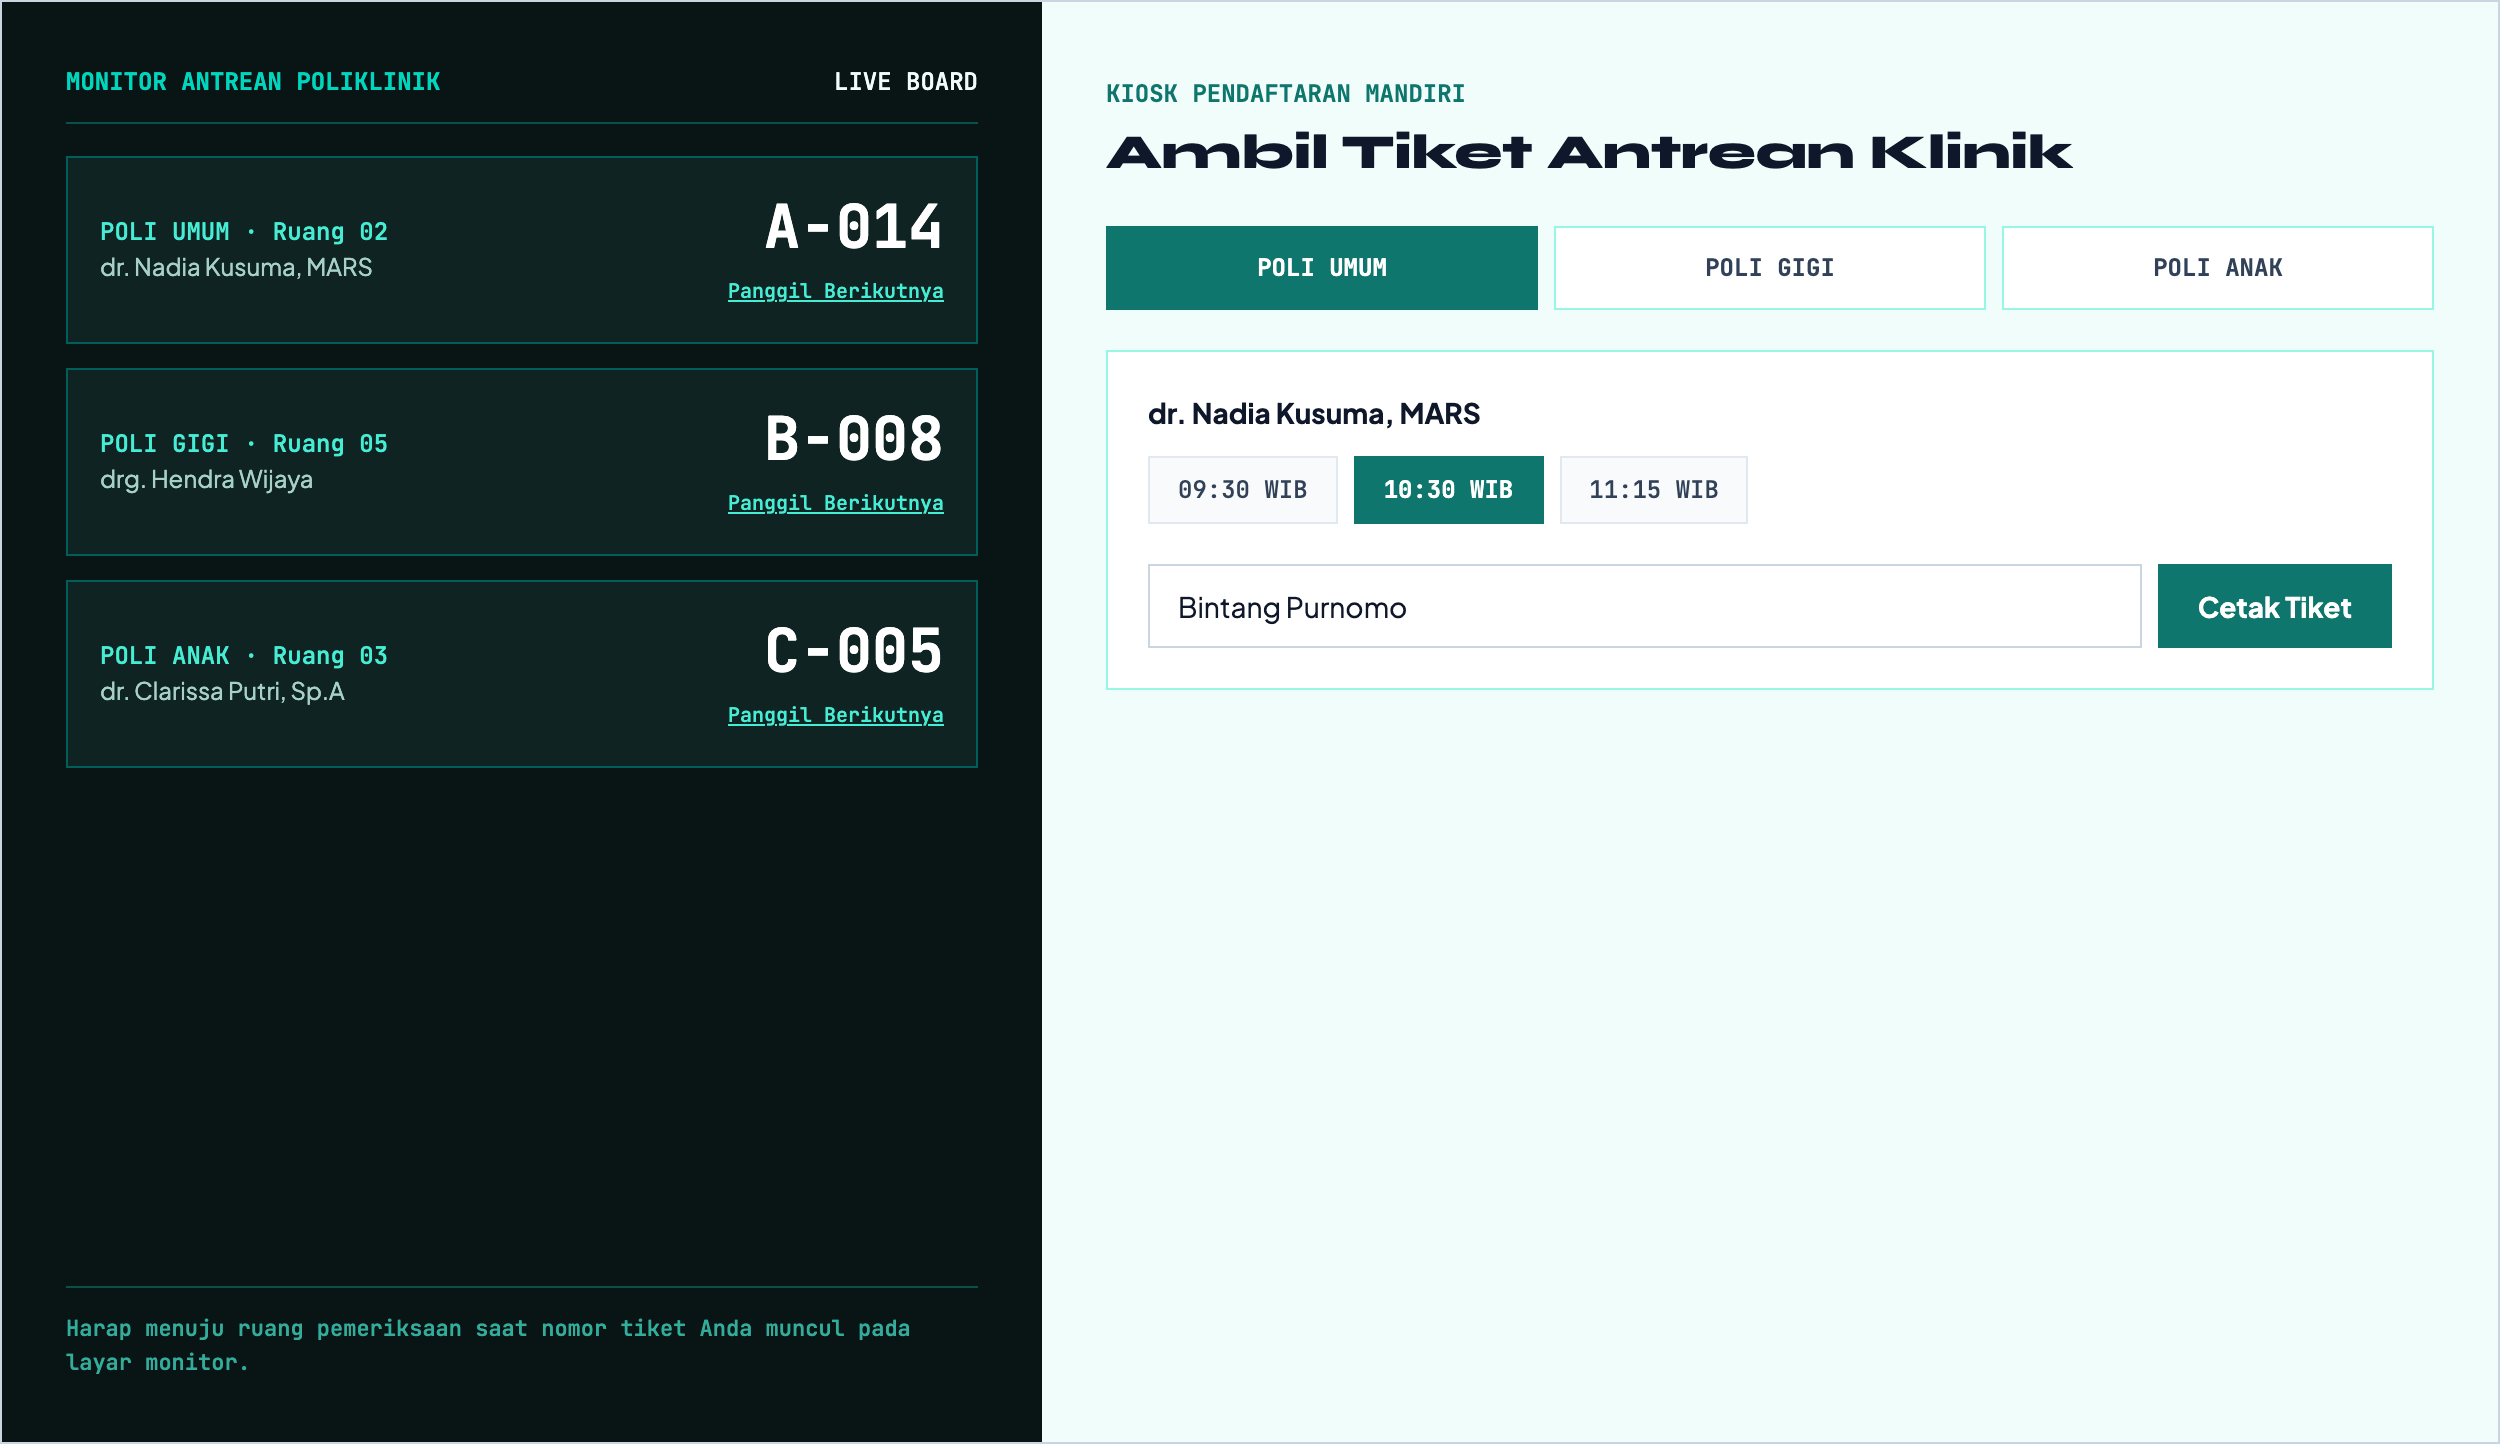 MONITOR ANTREAN POLIKLINIK
LIVE BOARD
POLI UMUM · Ruang 02
dr. Nadia Kusuma, MARS
A-014
Panggil Berikutnya
POLI GIGI · Ruang 05
drg. Hendra Wijaya
B-008
Panggil Berikutnya
POLI ANAK · Ruang 03
dr. Clarissa Putri, Sp.A
C-005
Panggil Berikutnya
Harap menuju ruang pemeriksaan saat nomor tiket Anda muncul pada
layar monitor.
KIOSK PENDAFTARAN MANDIRI
Ambil Tiket Antrean Klinik
POLI UMUM
POLI GIGI
POLI ANAK
dr. Nadia Kusuma, MARS
09:30 WIB
10:30 WIB
11:15 WIB
Bintang Purnomo
Cetak Tiket